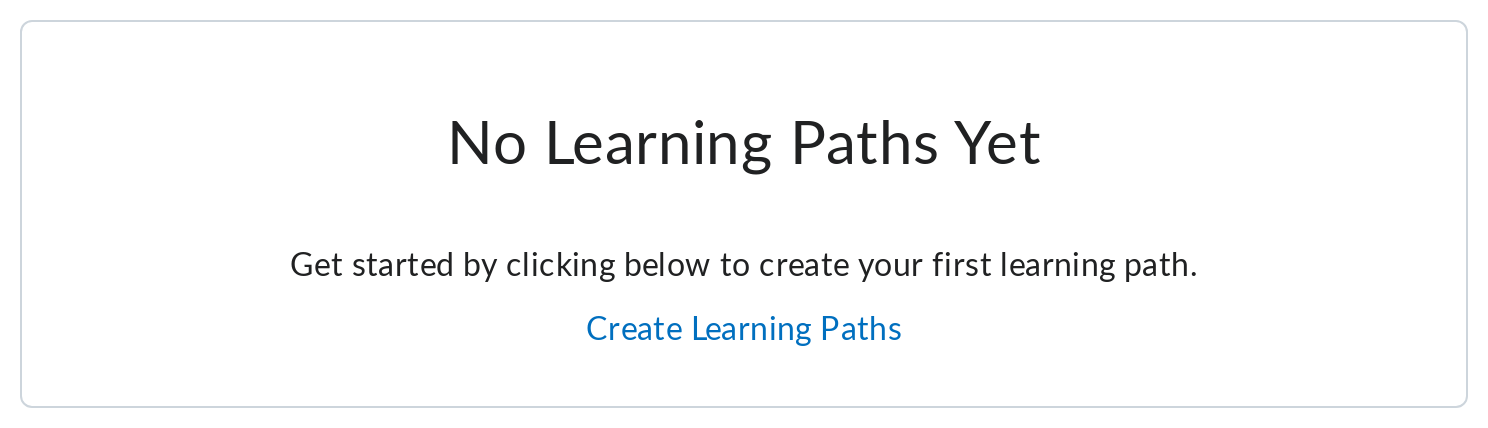 No Learning Paths Yet
Get started by clicking below to create your first learning path.
Create Learning Paths